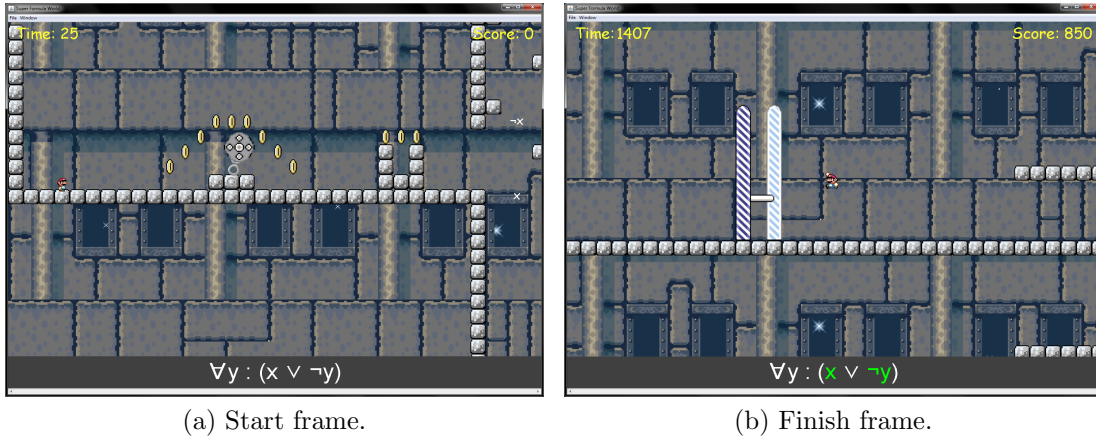 Super Formula World
File Window
Time: 25
Score: 0
¬x
x
∀y : (x ∨ ¬y)
(a) Start frame.
Super Formula World
File Window
Time: 1407
Score: 850
∀y : (x ∨ ¬y)
(b) Finish frame.